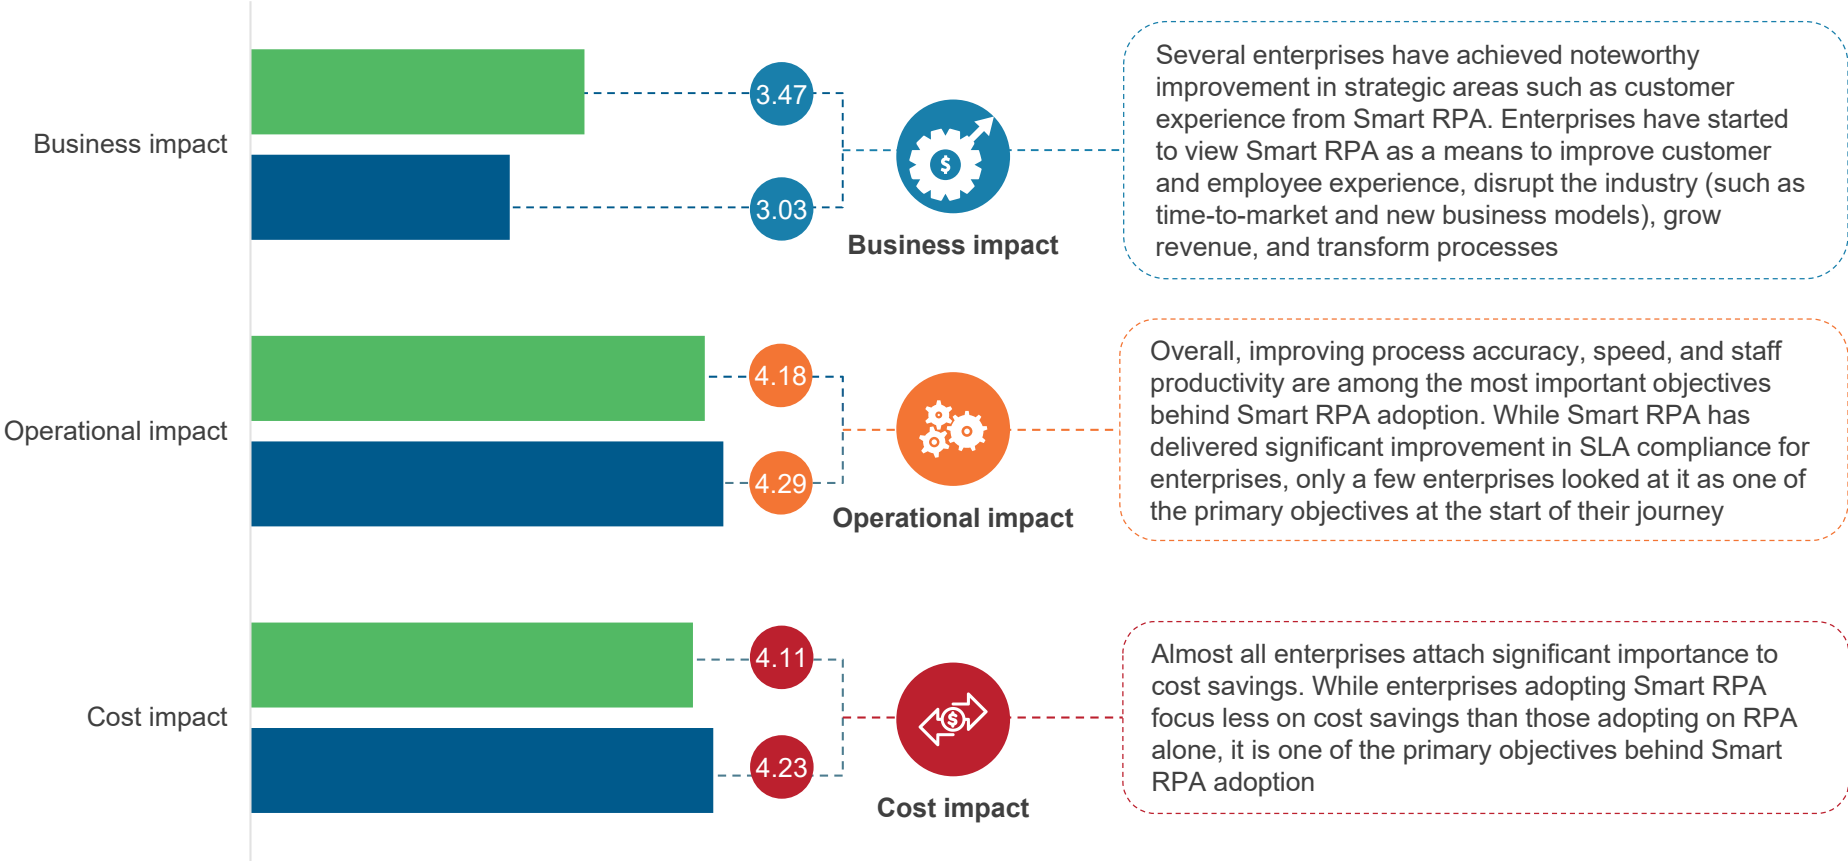 Business impact
3.47
3.03
$
Business impact
Several enterprises have achieved noteworthy
improvement in strategic areas such as customer
experience from Smart RPA. Enterprises have started
to view Smart RPA as a means to improve customer
and employee experience, disrupt the industry (such as
time-to-market and new business models), grow
revenue, and transform processes
Operational impact
4.18
4.29
Operational impact
Overall, improving process accuracy, speed, and staff
productivity are among the most important objectives
behind Smart RPA adoption. While Smart RPA has
delivered significant improvement in SLA compliance for
enterprises, only a few enterprises looked at it as one of
the primary objectives at the start of their journey
Cost impact
4.11
4.23
$
Cost impact
Almost all enterprises attach significant importance to
cost savings. While enterprises adopting Smart RPA
focus less on cost savings than those adopting on RPA
alone, it is one of the primary objectives behind Smart
RPA adoption